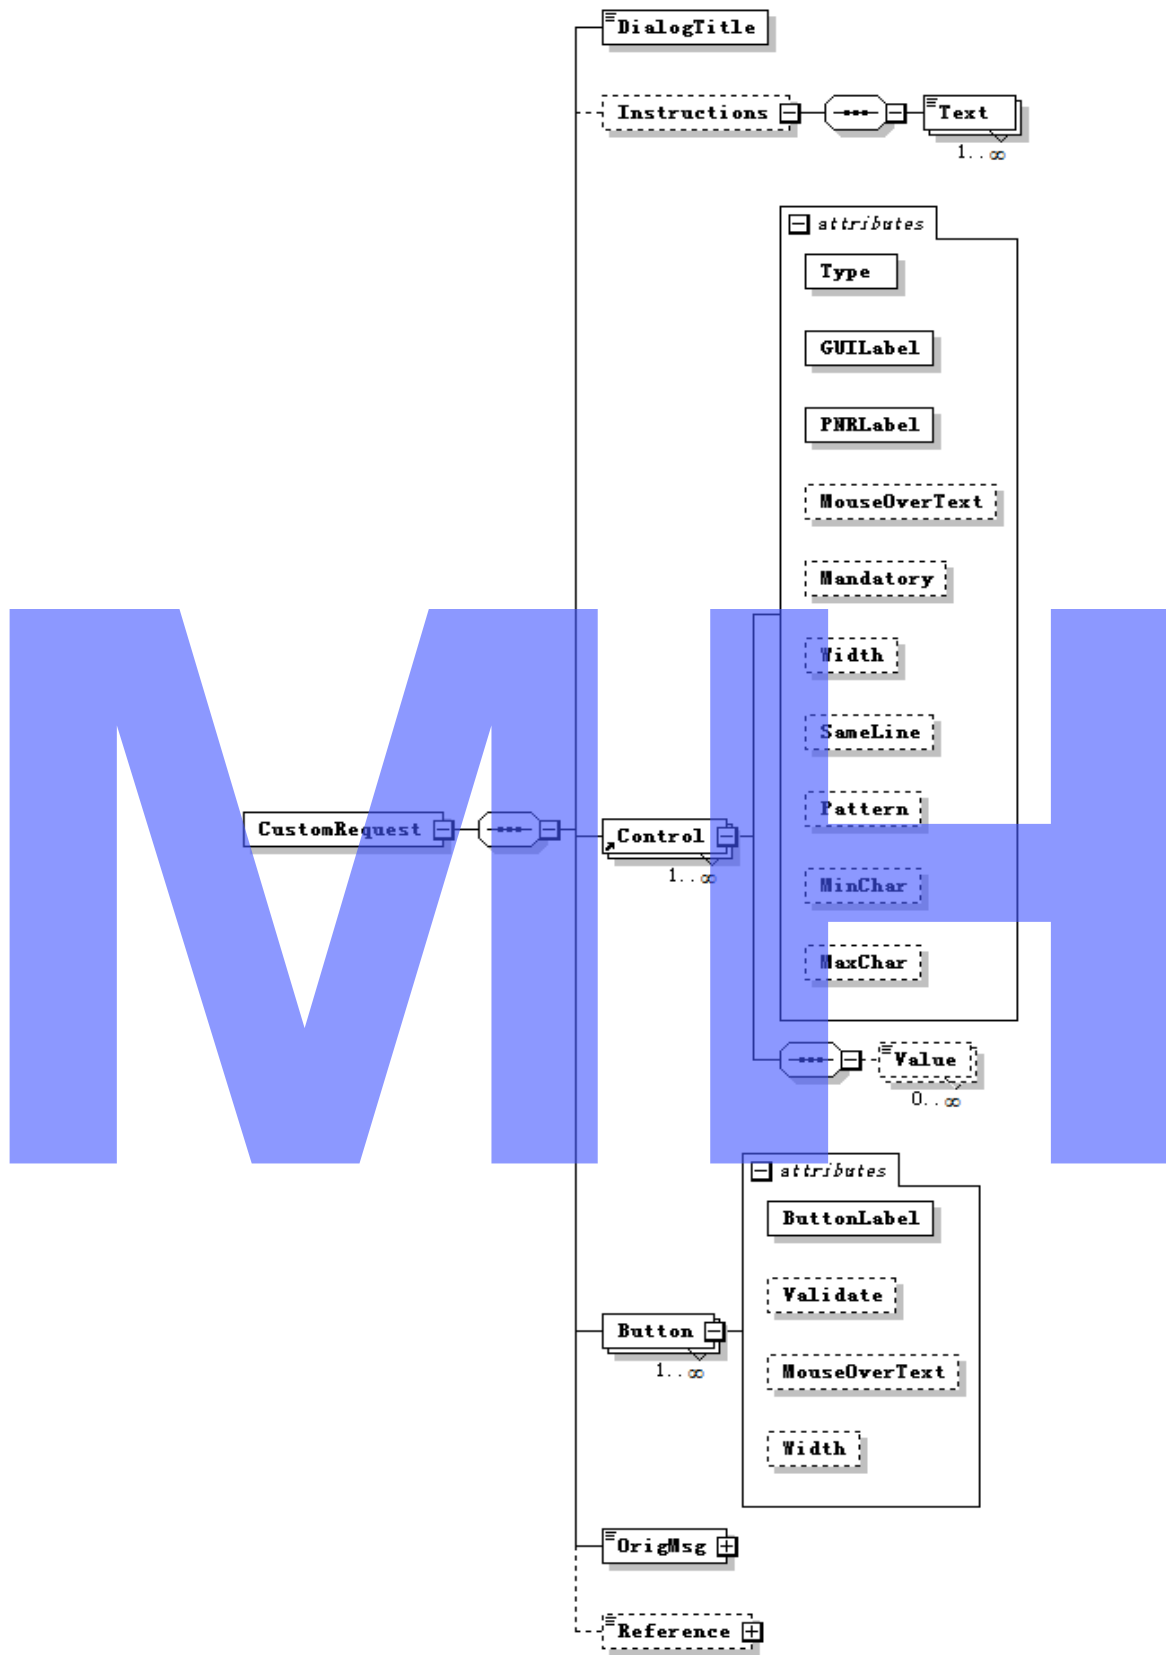 DialogTitle
Instructions
Text
1..∞
attributes
Type
GUILabel
PNRLabel
MouseOverText
Mandatory
Width
SameLine
Pattern
MinChar
MaxChar
CustomRequest
Control
1..∞
Value
0..∞
attributes
ButtonLabel
Validate
MouseOverText
Width
Button
1..∞
OrigMsg
Reference
MH